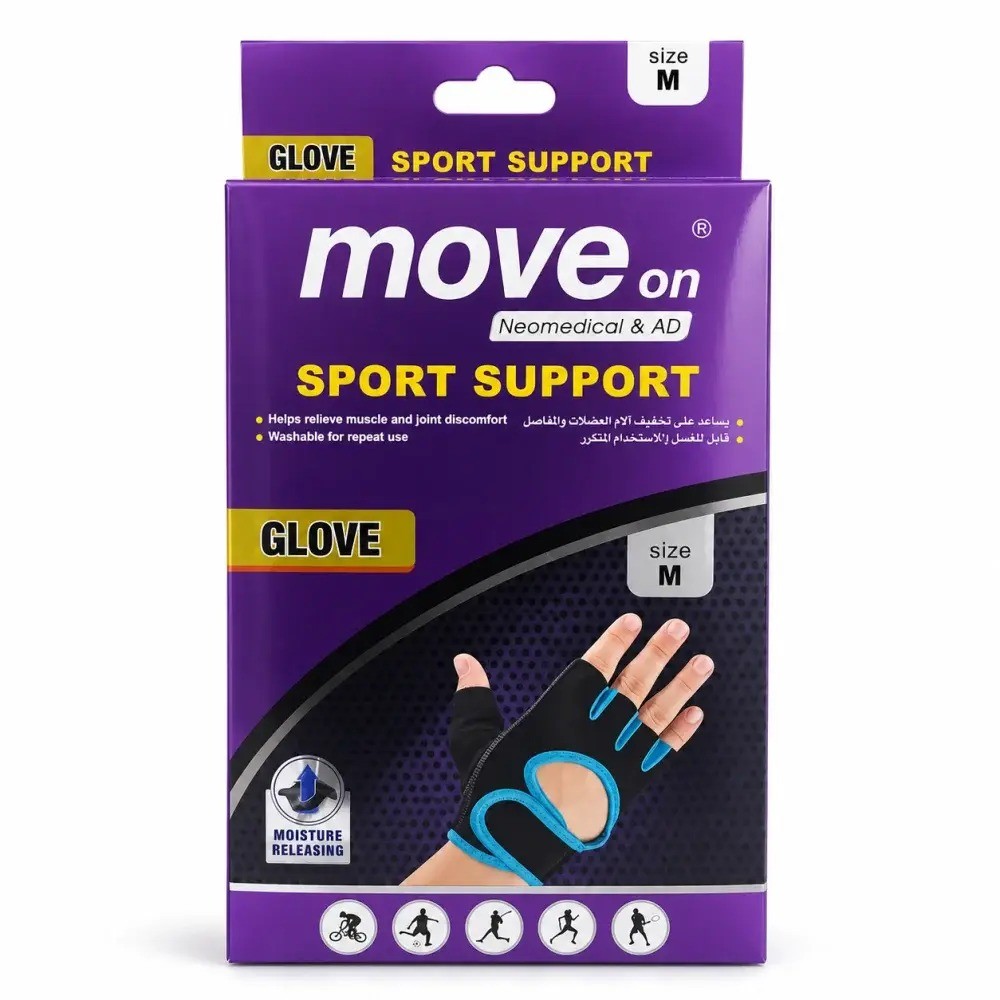 size
M
GLOVE SPORT SUPPORT
move on ®
Neomedical & AD
SPORT SUPPORT
• Helps relieve muscle and joint discomfort
يساعد على تخفيف آلام العضلات والمفاصل •
• Washable for repeat use
قابل للغسل للاستخدام المتكرر •
GLOVE
size
M
MOISTURE
RELEASING